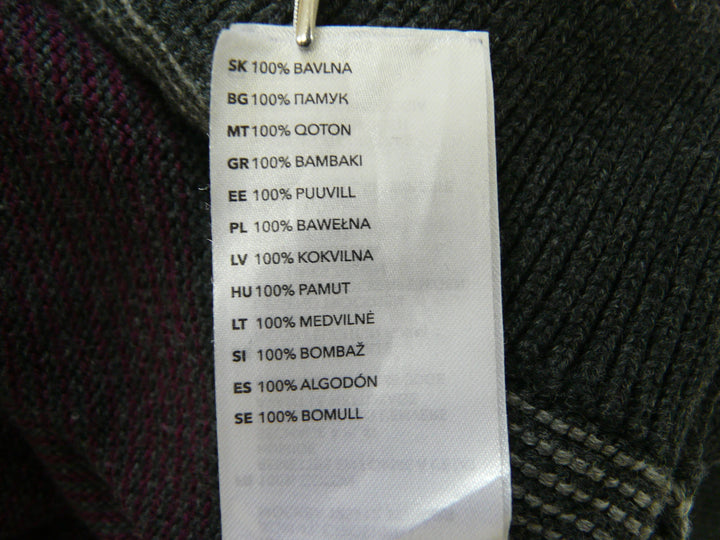 SK 100% BAVLNA
BG 100% ПАМУК
MT 100% QOTON
GR 100% BAMBAKI
EE 100% PUUVILL
PL 100% BAWEŁNA
LV 100% KOKVILNA
HU 100% PAMUT
LT 100% MEDVILNĖ
SI 100% BOMBAŽ
ES 100% ALGODÓN
SE 100% BOMULL